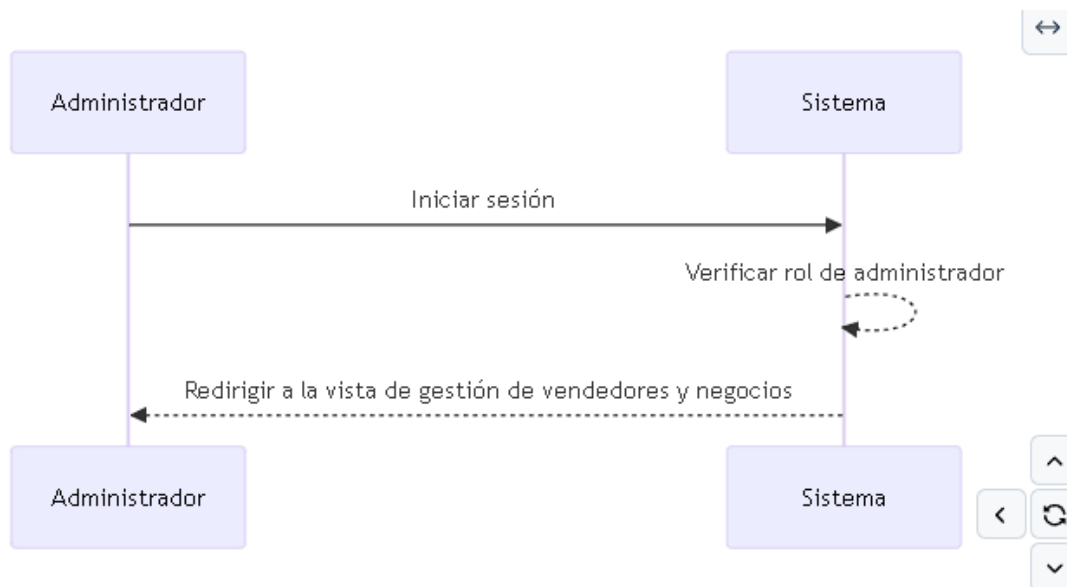 Administrador
Sistema
Iniciar sesión
Verificar rol de administrador
Redirigir a la vista de gestión de vendedores y negocios
Administrador
Sistema